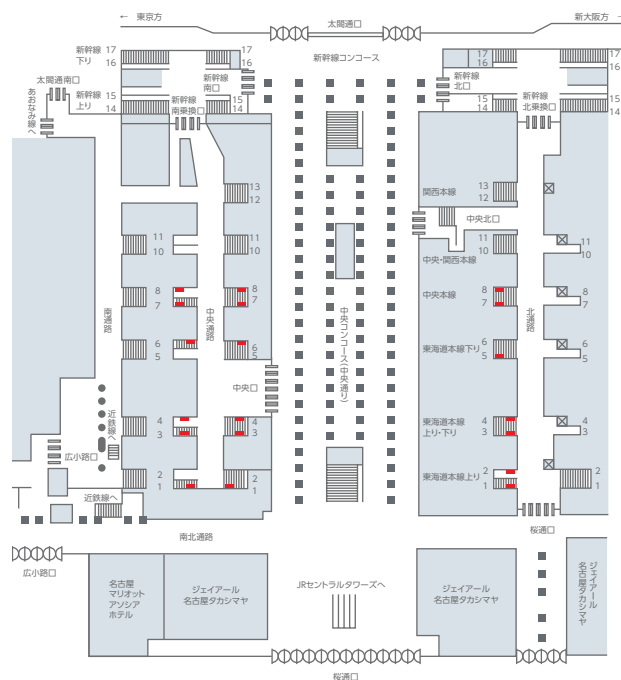 ← 東京方
太閤通口
新大阪方 →
新幹線 17
下り 16
17
16
新幹線コンコース
17
16
17
16
太閤通南口
新幹線
南口
新幹線
北口
あおなみ線へ
新幹線 15
上り 14
15
14
新幹線
南乗換口
15
14
新幹線
北乗換口
15
14
13
12
関西本線
13
12
中央北口
11
10
11
10
11
10
中央・関西本線
11
10
南通路
中央通路
中央コンコース(中央通り)
北通路
8
7
8
7
中央本線
8
7
8
7
6
5
6
5
東海道本線下り
6
5
6
5
中央口
近鉄線へ
4
3
4
3
東海道本線
上り・下り
4
3
4
3
広小路口
2
1
2
1
東海道本線上り
2
1
2
1
近鉄線へ
南北通路
桜通口
広小路口
名古屋
マリオット
アソシア
ホテル
ジェイアール
名古屋タカシマヤ
JRセントラルタワーズへ
ジェイアール
名古屋タカシマヤ
ジェイアール
名古屋タカシマヤ
桜通口